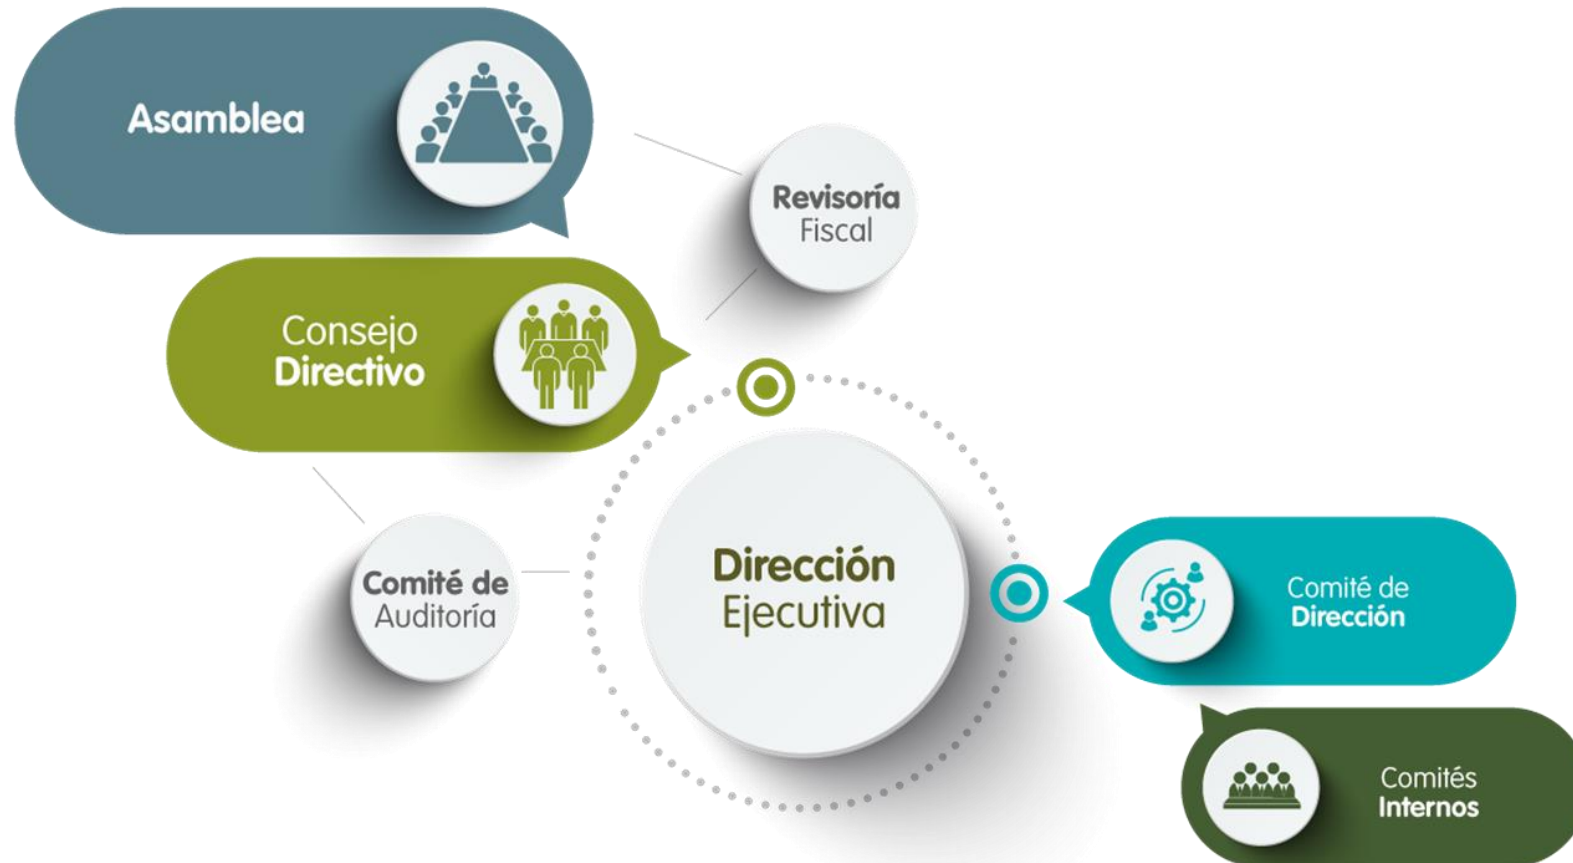 Asamblea
Revisoría
Fiscal
Consejo
Directivo
Comité de
Auditoría
Dirección
Ejecutiva
Comité de
Dirección
Comités
Internos